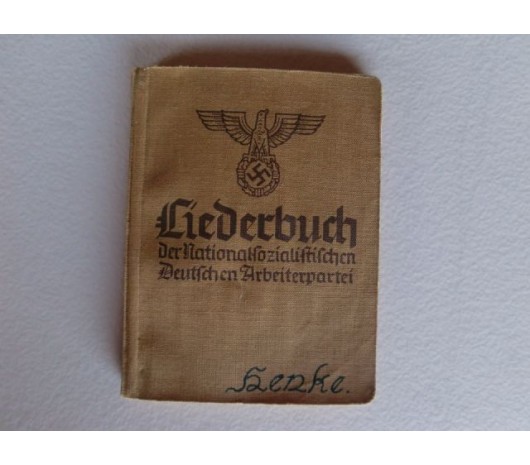 Liederbuch
der Nationalsozialistischen
Deutschen Arbeiterpartei
Henke.